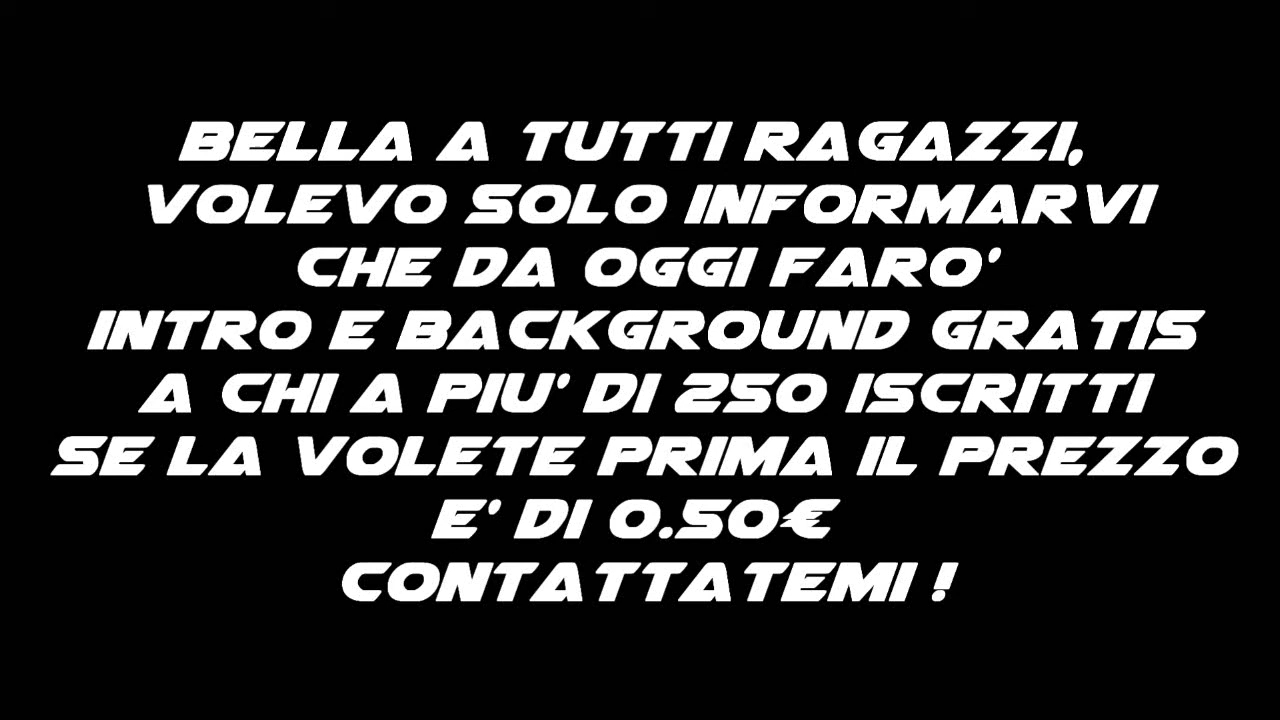 BELLA A TUTTI RAGAZZI,
VOLEVO SOLO INFORMARVI
CHE DA OGGI FARO'
INTRO E BACKGROUND GRATIS
A CHI A PIU' DI 250 ISCRITTI
SE LA VOLETE PRIMA IL PREZZO
E' DI 0.50€
CONTATTATEMI !